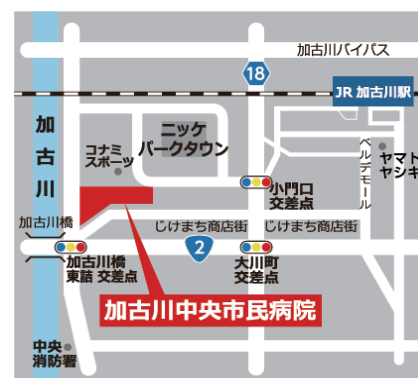 加古川バイパス
18
JR 加古川駅
加古川
ニッケ
パークタウン
コナミ
スポーツ
ベルデモール
ヤマト
ヤシキ
小門口
交差点
加古川橋
じけまち商店街
じけまち商店街
2
加古川橋
東詰 交差点
大川町
交差点
加古川中央市民病院
中央
消防署